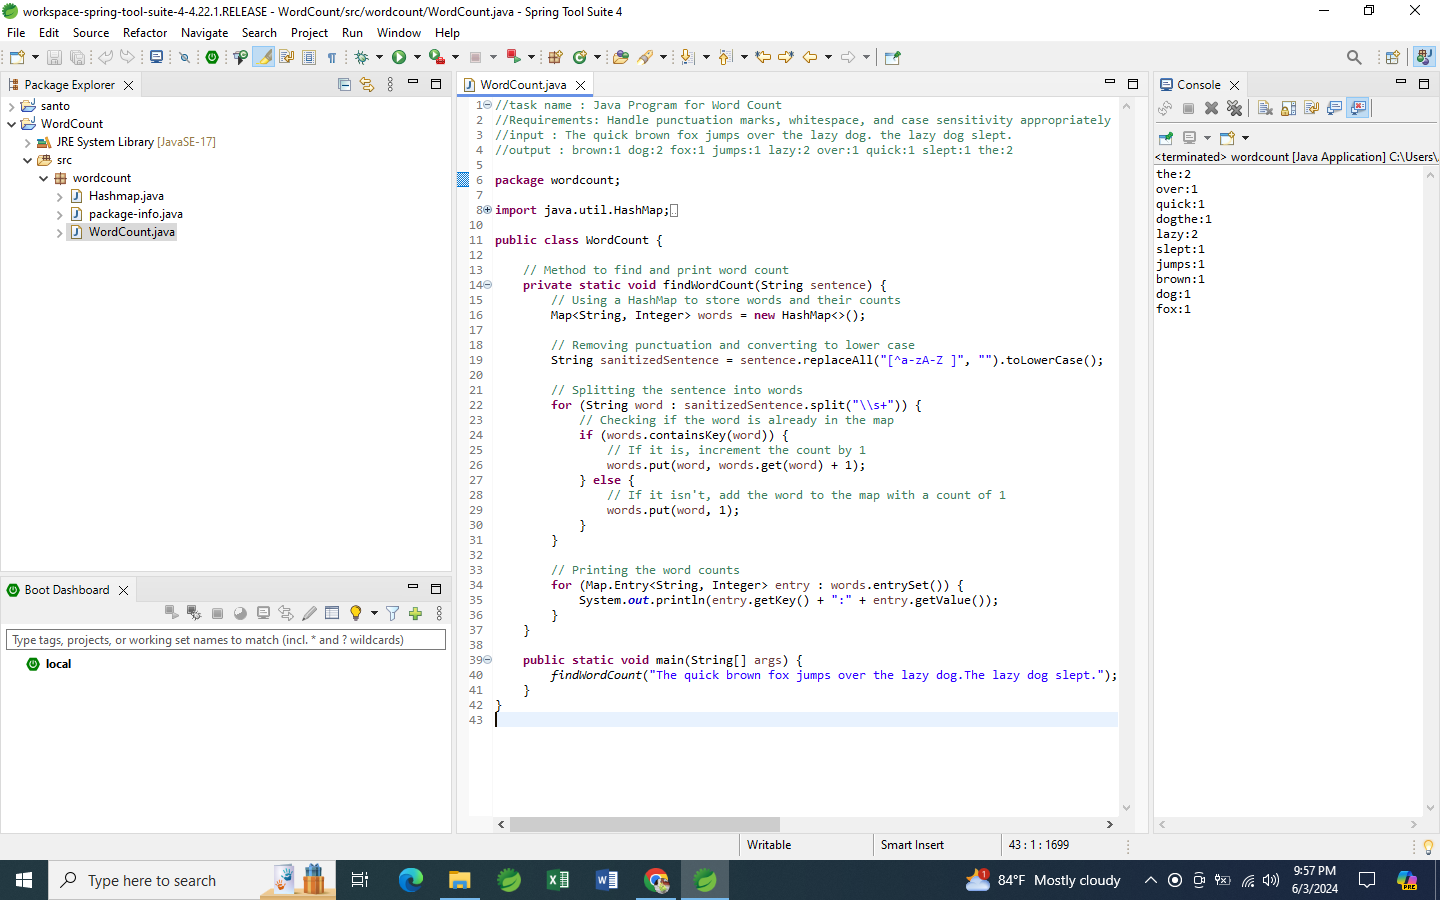 workspace-spring-tool-suite-4-4.22.1.RELEASE - WordCount/src/wordcount/WordCount.java - Spring Tool Suite 4
File Edit Source Refactor Navigate Search Project Run Window Help
Package Explorer
santo
WordCount
JRE System Library [JavaSE-17]
src
wordcount
Hashmap.java
package-info.java
WordCount.java
Boot Dashboard
Type tags, projects, or working set names to match (incl. * and ? wildcards)
local
WordCount.java
1 //task name : Java Program for Word Count
2 //Requirements: Handle punctuation marks, whitespace, and case sensitivity appropriately
3 //input : The quick brown fox jumps over the lazy dog. the lazy dog slept.
4 //output : brown:1 dog:2 fox:1 jumps:1 lazy:2 over:1 quick:1 slept:1 the:2
5
6 package wordcount;
7
8 import java.util.HashMap;
10
11 public class WordCount {
12
13 // Method to find and print word count
14 private static void findWordCount(String sentence) {
15 // Using a HashMap to store words and their counts
16 Map<String, Integer> words = new HashMap<>();
17
18 // Removing punctuation and converting to lower case
19 String sanitizedSentence = sentence.replaceAll("[^a-zA-Z ]", "").toLowerCase();
20
21 // Splitting the sentence into words
22 for (String word : sanitizedSentence.split("\\s+")) {
23 // Checking if the word is already in the map
24 if (words.containsKey(word)) {
25 // If it is, increment the count by 1
26 words.put(word, words.get(word) + 1);
27 } else {
28 // If it isn't, add the word to the map with a count of 1
29 words.put(word, 1);
30 }
31 }
32
33 // Printing the word counts
34 for (Map.Entry<String, Integer> entry : words.entrySet()) {
35 System.out.println(entry.getKey() + ":" + entry.getValue());
36 }
37 }
38
39 public static void main(String[] args) {
40 findWordCount("The quick brown fox jumps over the lazy dog.The lazy dog slept.");
41 }
42 }
43
Console
<terminated> wordcount [Java Application] C:\Users\
the:2
over:1
quick:1
dogthe:1
lazy:2
slept:1
jumps:1
brown:1
dog:1
fox:1
Writable
Smart Insert
43 : 1 : 1699
Type here to search
1
84°F Mostly cloudy
9:57 PM
6/3/2024
PRE